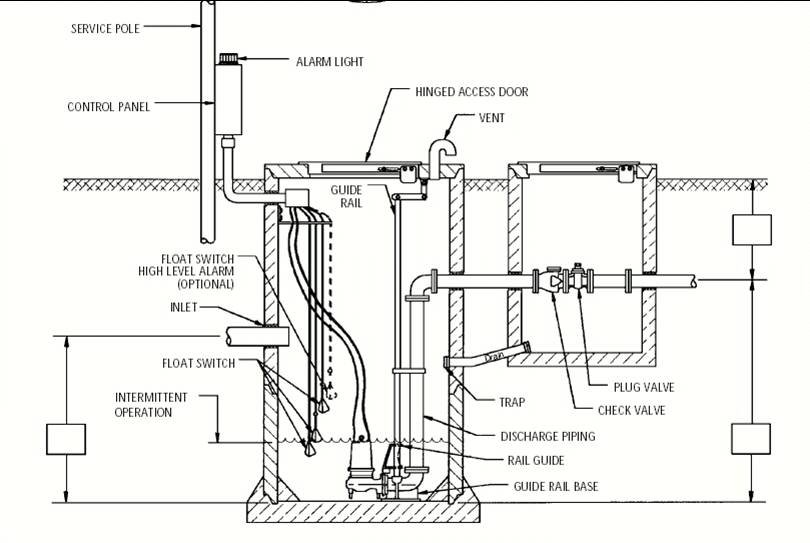 SERVICE POLE
ALARM LIGHT
CONTROL PANEL
HINGED ACCESS DOOR
VENT
GUIDE
RAIL
FLOAT SWITCH
HIGH LEVEL ALARM
(OPTIONAL)
INLET
FLOAT SWITCH
Drain
PLUG VALVE
TRAP
CHECK VALVE
INTERMITTENT
OPERATION
DISCHARGE PIPING
RAIL GUIDE
GUIDE RAIL BASE